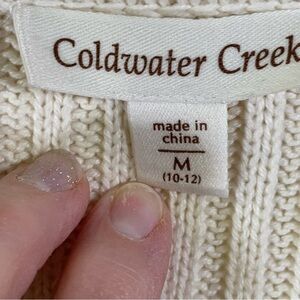 Coldwater Creek
made in
china
M
(10-12)